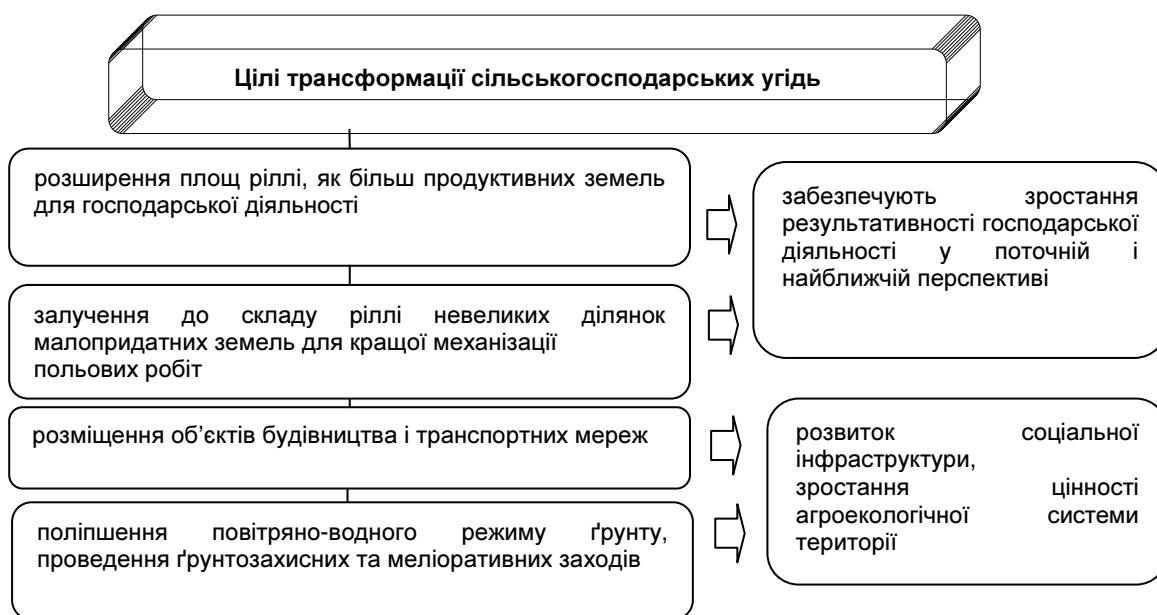 Цілі трансформації сільськогосподарських угідь
розширення площ ріллі, як більш продуктивних земель
для господарської діяльності
забезпечують зростання
результативності господарської
діяльності у поточній і
найближчій перспективі
залучення до складу ріллі невеликих ділянок
малопридатних земель для кращої механізації
польових робіт
розміщення об’єктів будівництва і транспортних мереж
розвиток соціальної
інфраструктури,
зростання цінності
агроекологічної системи
території
поліпшення повітряно-водного режиму ґрунту,
проведення ґрунтозахисних та меліоративних заходів